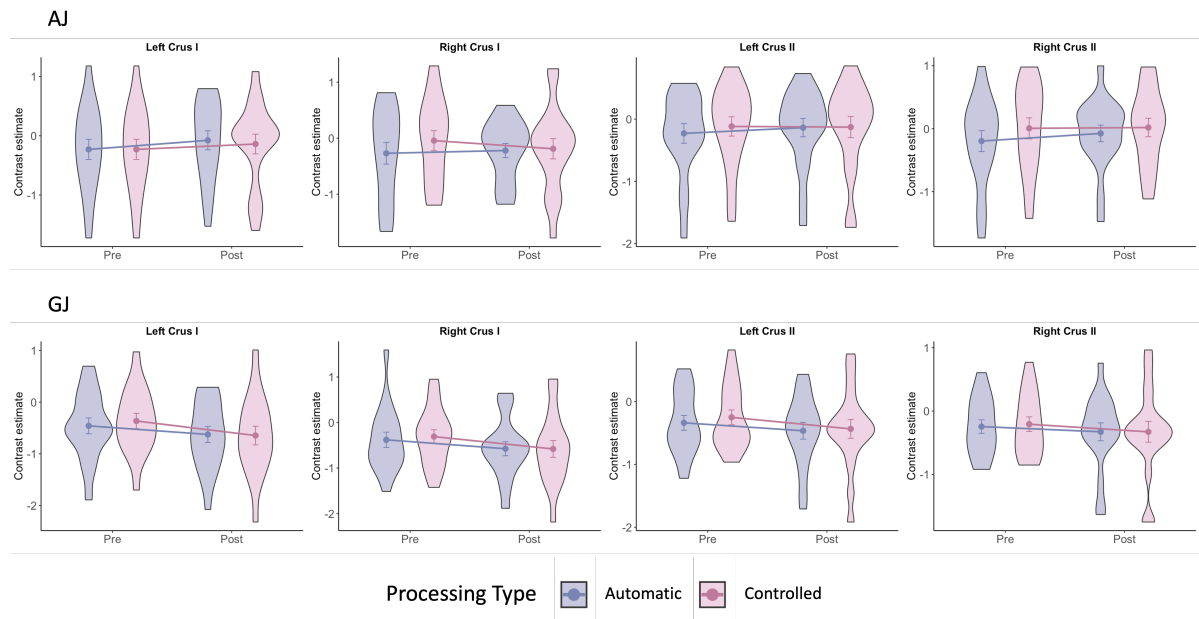 AJ
Left Crus I
Right Crus I
Left Crus II
Right Crus II
Contrast estimate
1
0
-1
Pre
Post
Contrast estimate
1
0
-1
Pre
Post
Contrast estimate
0
-1
-2
Pre
Post
Contrast estimate
1
0
-1
Pre
Post
GJ
Left Crus I
Right Crus I
Left Crus II
Right Crus II
Contrast estimate
1
0
-1
-2
Pre
Post
Contrast estimate
1
0
-1
-2
Pre
Post
Contrast estimate
0
-1
-2
Pre
Post
Contrast estimate
1
0
-1
Pre
Post
Processing Type Automatic Controlled